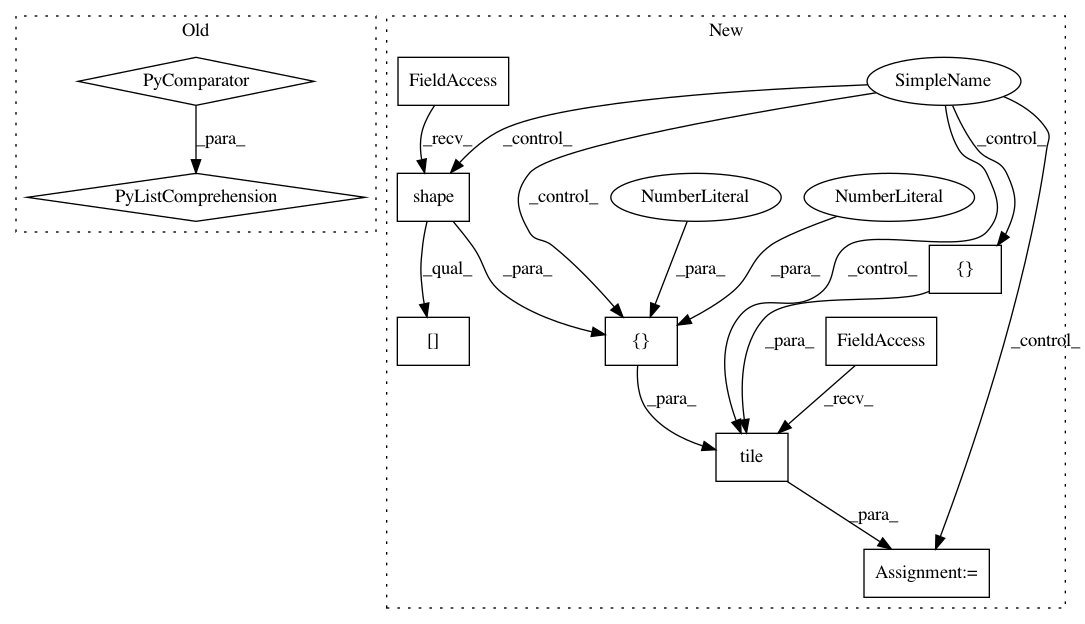 Old
New
PyComparator
FieldAccess
SimpleName
_para_
_recv_
_control_
_control_
PyListComprehension
shape
_control_
NumberLiteral
NumberLiteral
_qual_
_para_
_para_
_para_
_control_
{}
[]
{}
_para_
FieldAccess
_control_
_para_
_recv_
tile
_para_
Assignment:=